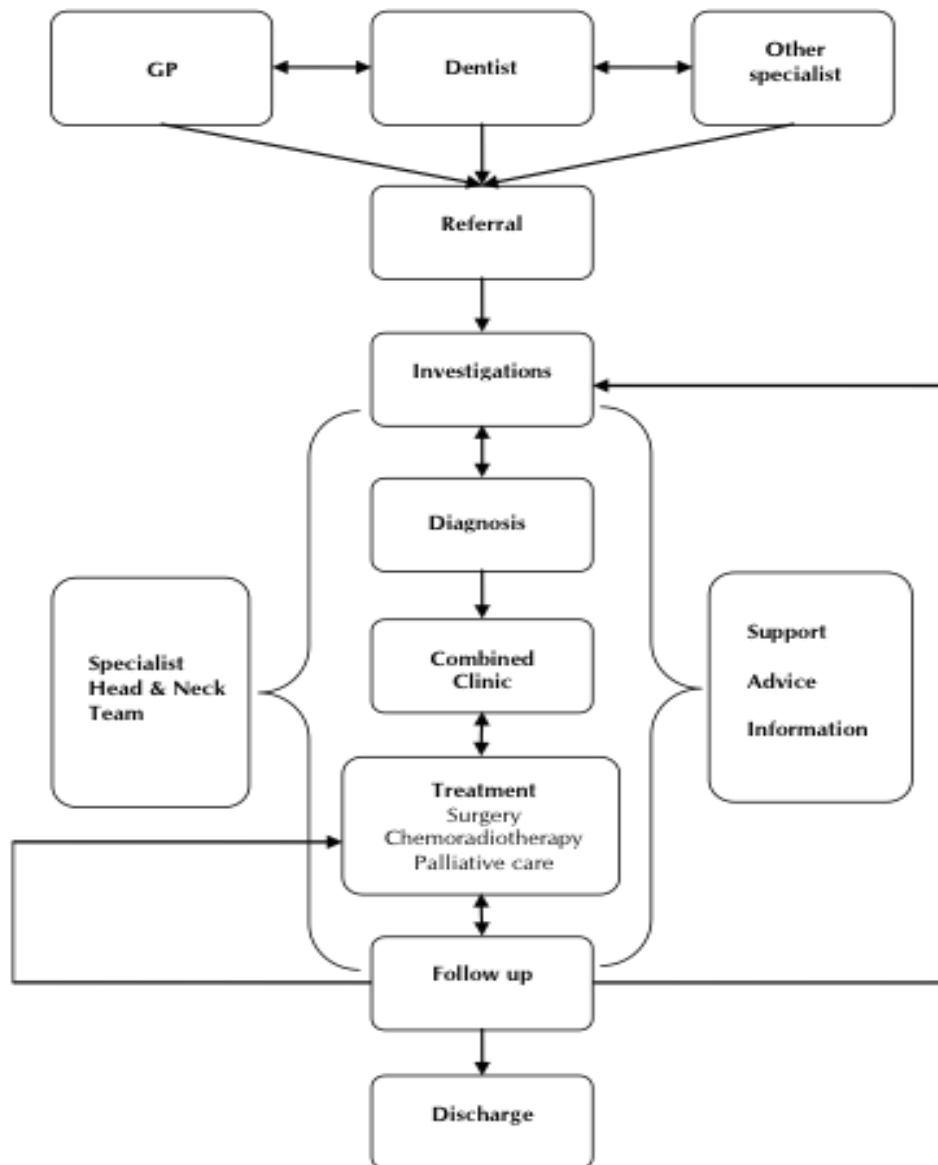 GP
Dentist
Other
specialist
Referral
Investigations
Diagnosis
Combined
Clinic
Specialist
Head & Neck
Team
Support
Advice
Information
Treatment
Surgery
Chemoradiotherapy
Palliative care
Follow up
Discharge